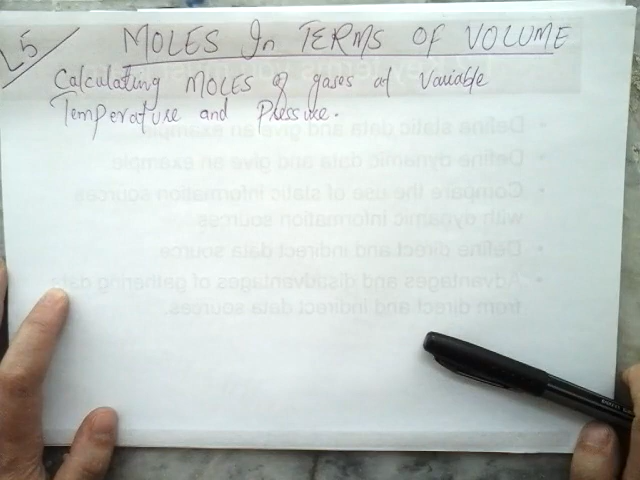 L5
MOLES In TERMS OF VOLUME
Calculating MOLES of gases at Variable
Temperature and Pressure.
Define static data and give an example
• Define dynamic data and give an example
• Compare the use of static information sources
with dynamic information sources
• Define direct and indirect data source
• Advantages and disadvantages of gathering data
from direct and indirect data sources.